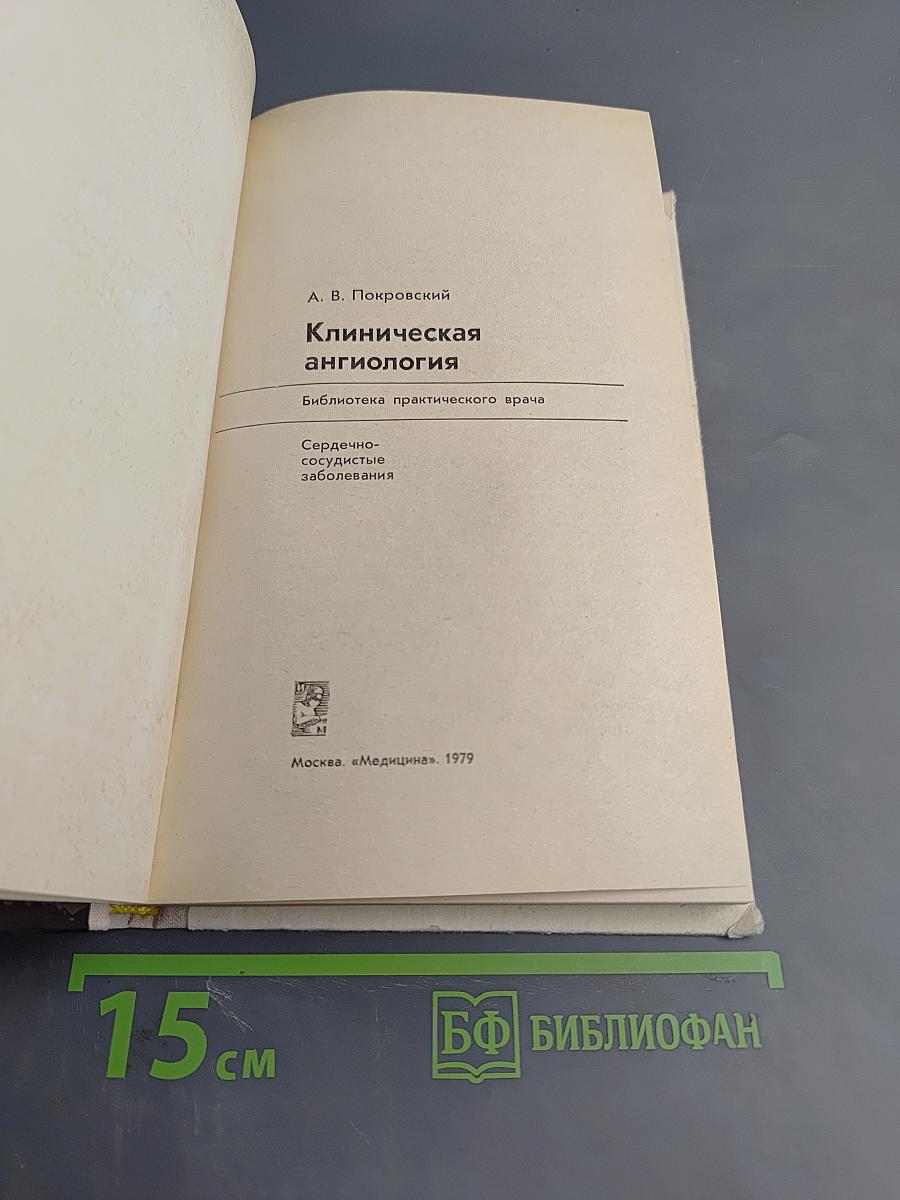 А. В. Покровский
Клиническая
ангиология
Библиотека практического врача
Сердечно-
сосудистые
заболевания
И
М
Москва. «Медицина». 1979
15 см
БФ БИБЛИОФАН